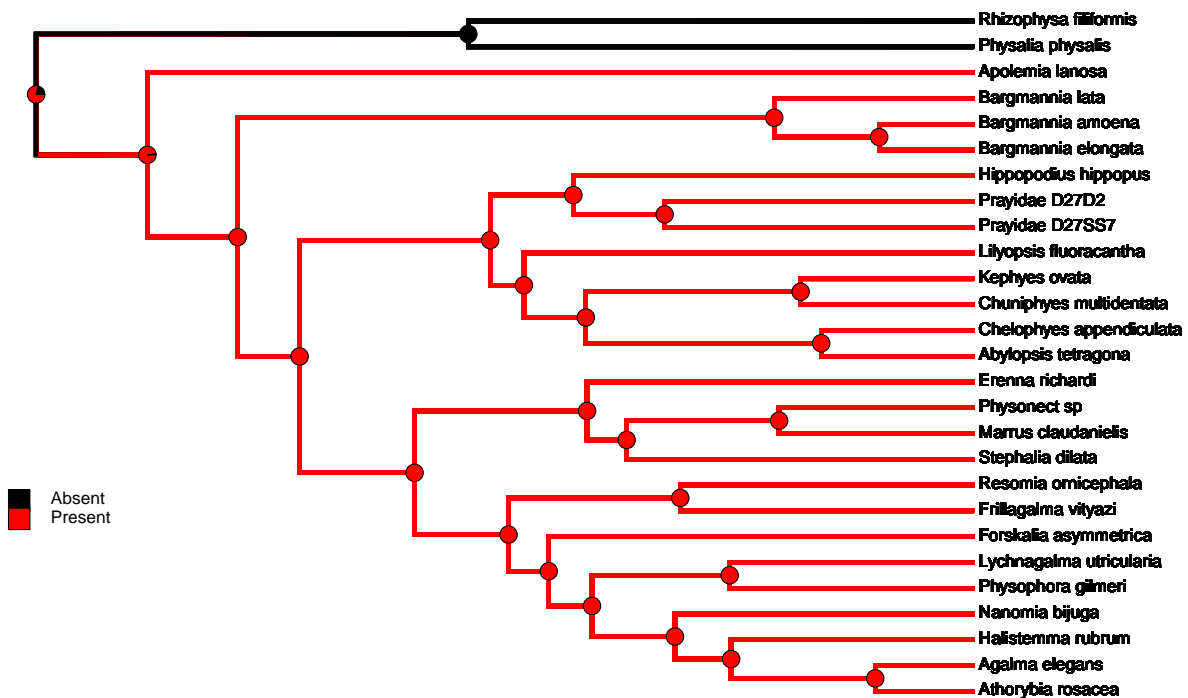 Rhizophysa filiformis
Physalia physalis
Apolemia lanosa
Bargmannia lata
Bargmannia amoena
Bargmannia elongata
Hippopodius hippopus
Prayidae D27D2
Prayidae D27SS7
Lilyopsis fluoracantha
Kephyes ovata
Chuniphyes multidentata
Chelophyes appendiculata
Abylopsis tetragona
Erenna richardi
Physonect sp
Marrus claudanielis
Stephalia dilata
Resomia ornicephala
Frillagalma vityazi
Forskalia asymmetrica
Lychnagalma utricularia
Physophora gilmeri
Nanomia bijuga
Halistemma rubrum
Agalma elegans
Athorybia rosacea
Absent
Present